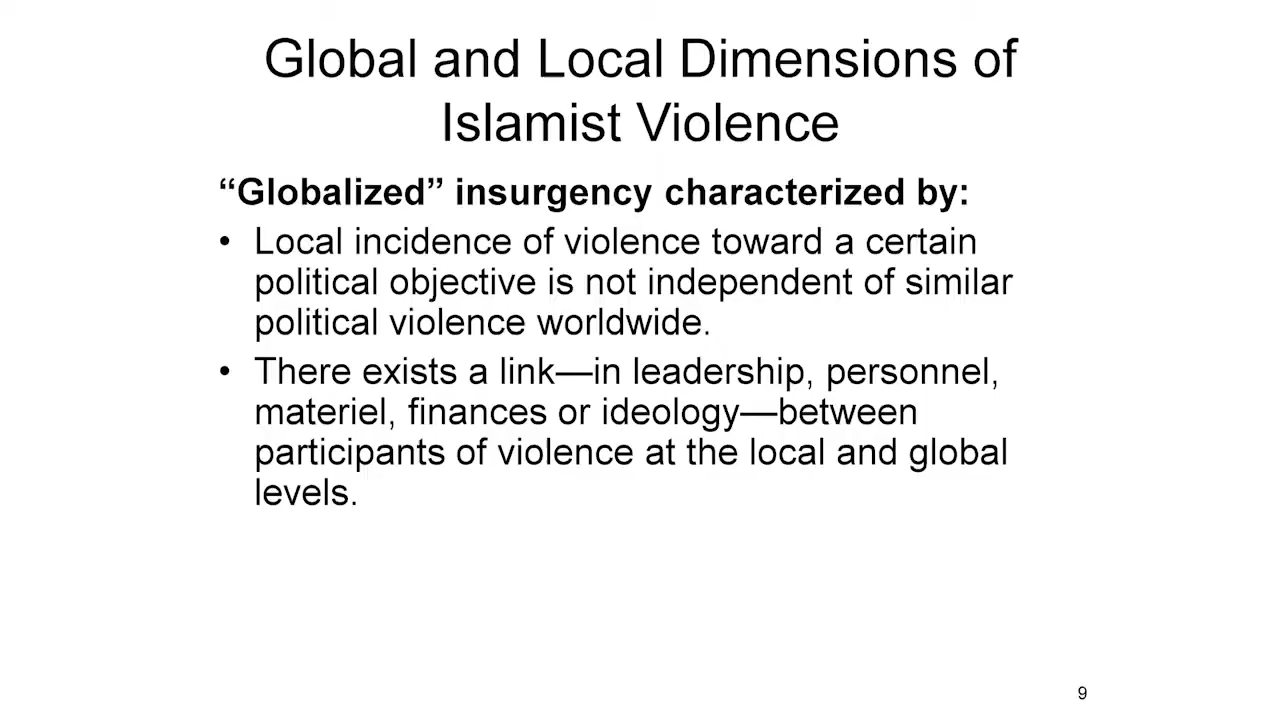 Global and Local Dimensions of
Islamist Violence
“Globalized” insurgency characterized by:
• Local incidence of violence toward a certain
political objective is not independent of similar
political violence worldwide.
• There exists a link—in leadership, personnel,
materiel, finances or ideology—between
participants of violence at the local and global
levels.
9